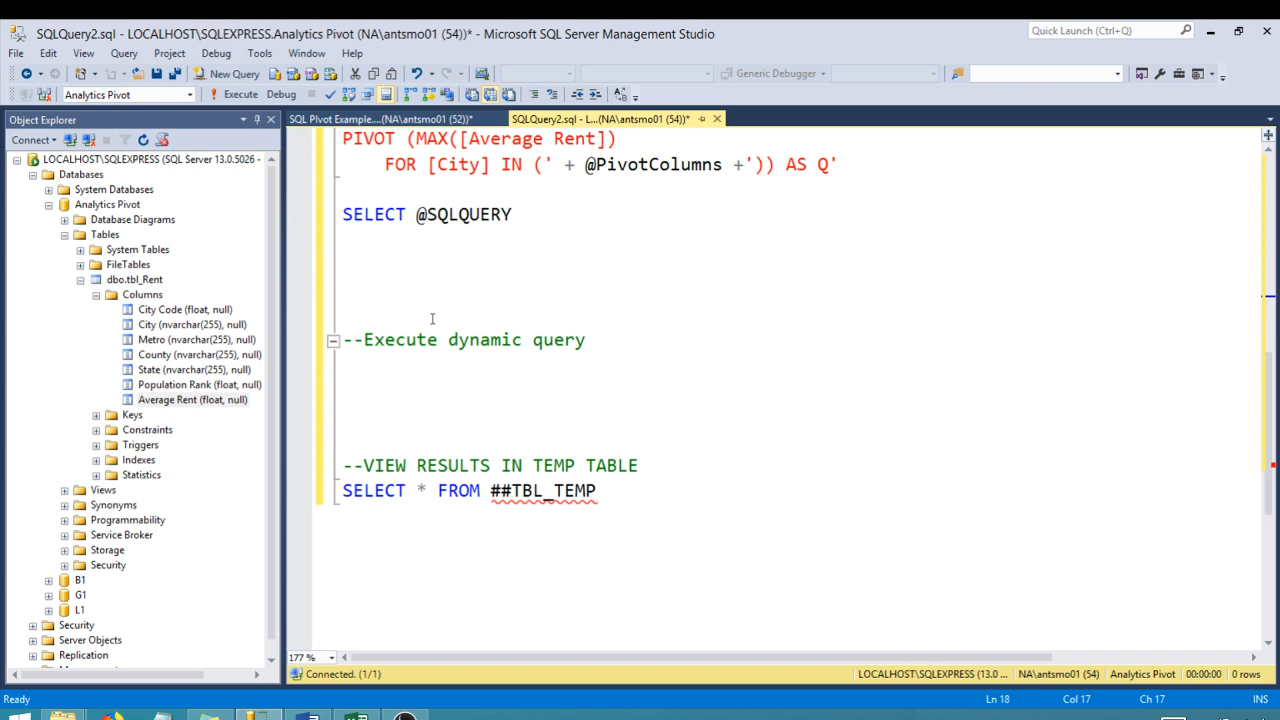 SQLQuery2.sql - LOCALHOST\SQLEXPRESS.Analytics Pivot (NA\antsmo01 (54))* - Microsoft SQL Server Management Studio
Quick Launch (Ctrl+Q)
File Edit View Query Project Debug Tools Window Help
New Query
Generic Debugger
Analytics Pivot
Execute Debug
Object Explorer
SQL Pivot Example....(NA\antsmo01 (52))*
SQLQuery2.sql - L...(NA\antsmo01 (54))*
Connect
LOCALHOST\SQLEXPRESS (SQL Server 13.0.5026 -
Databases
System Databases
Analytics Pivot
Database Diagrams
Tables
System Tables
FileTables
dbo.tbl_Rent
Columns
City Code (float, null)
City (nvarchar(255), null)
Metro (nvarchar(255), null)
County (nvarchar(255), null)
State (nvarchar(255), null)
Population Rank (float, null)
Average Rent (float, null)
Keys
Constraints
Triggers
Indexes
Statistics
Views
Synonyms
Programmability
Service Broker
Storage
Security
B1
G1
L1
Security
Server Objects
Replication
PIVOT (MAX([Average Rent])
FOR [City] IN (' + @PivotColumns +')) AS Q'
SELECT @SQLQUERY
--Execute dynamic query
--VIEW RESULTS IN TEMP TABLE
SELECT * FROM ##TBL_TEMP
177 %
Connected. (1/1)
LOCALHOST\SQLEXPRESS (13.0 ...
NA\antsmo01 (54)
Analytics Pivot
00:00:00
0 rows
Ready
Ln 18
Col 17
Ch 17
INS